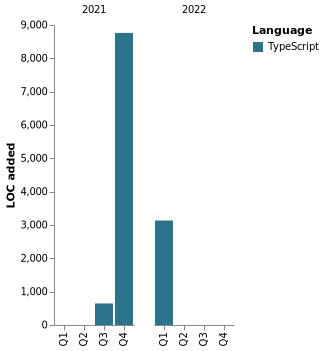 2021
2022
Language
TypeScript
LOC added
9,000
8,000
7,000
6,000
5,000
4,000
3,000
2,000
1,000
0
Q1 Q2 Q3 Q4
Q1 Q2 Q3 Q4